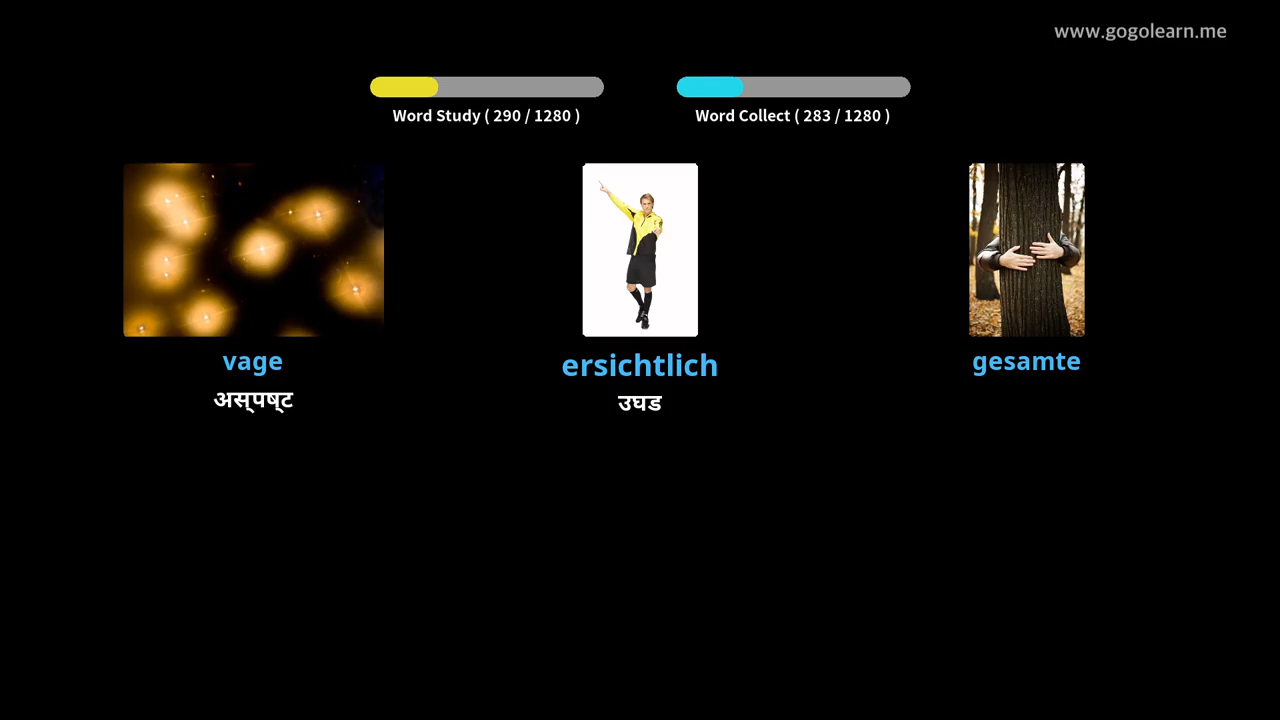 www.gogolearn.me
Word Study ( 290 / 1280 )
Word Collect ( 283 / 1280 )
vage
ersichtlich
gesamte
अस्पष्ट
उघड